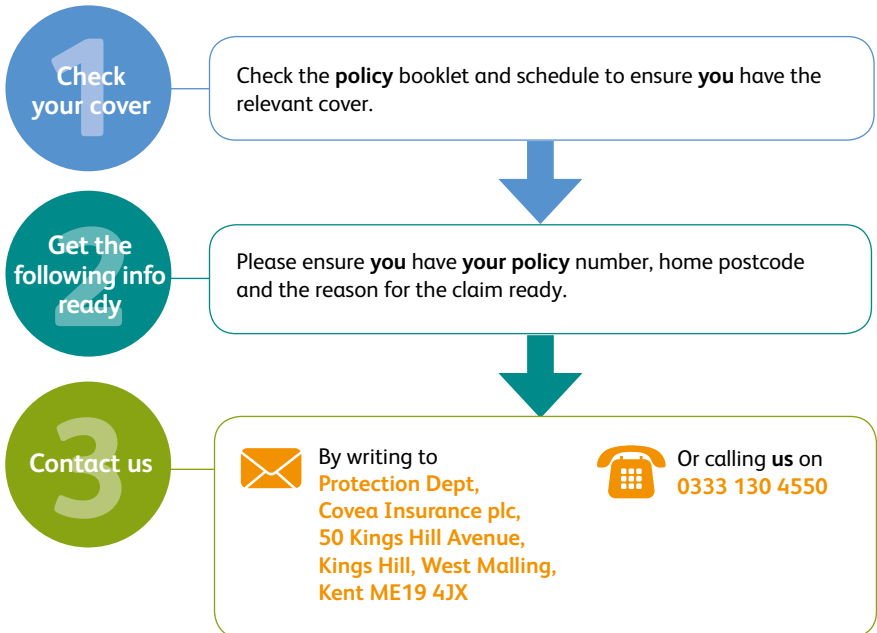 1
Check
your cover
Check the policy booklet and schedule to ensure you have the
relevant cover.
2
Get the
following info
ready
Please ensure you have your policy number, home postcode
and the reason for the claim ready.
3
Contact us
By writing to
Protection Dept,
Covea Insurance plc,
50 Kings Hill Avenue,
Kings Hill, West Malling,
Kent ME19 4JX
Or calling us on
0333 130 4550